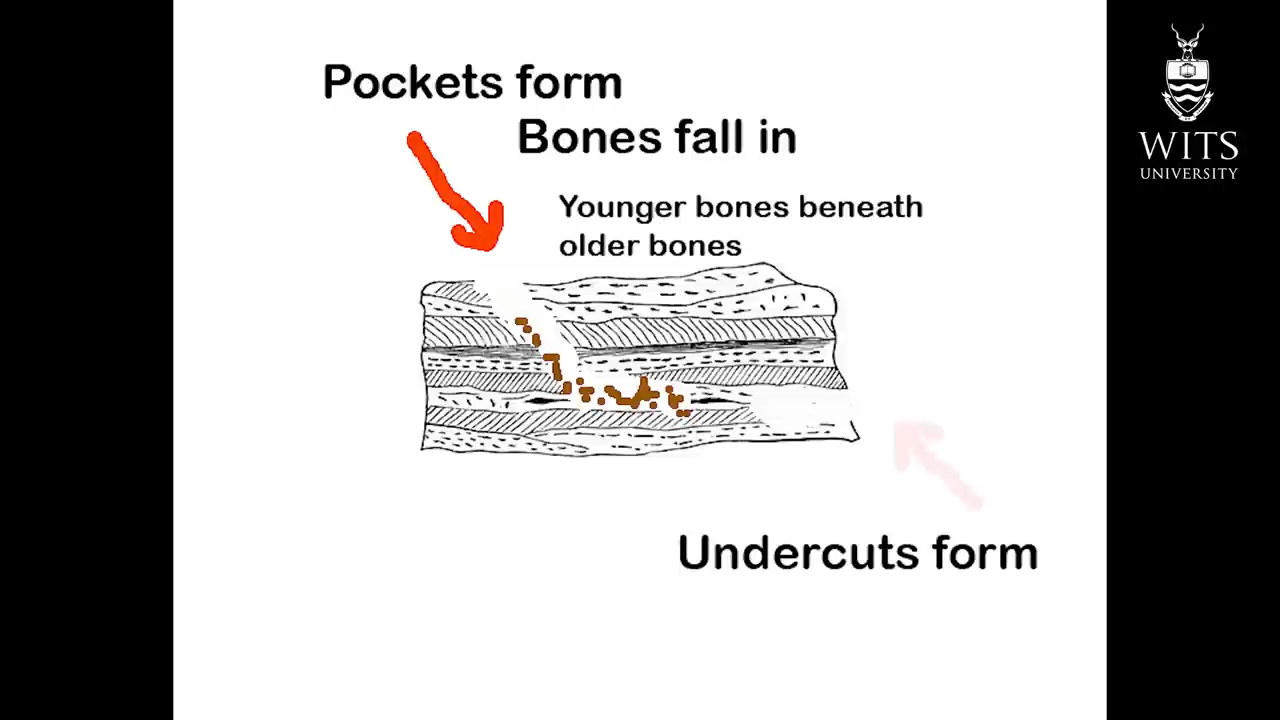 Pockets form
Bones fall in
Younger bones beneath
older bones
Undercuts form
WITS
UNIVERSITY